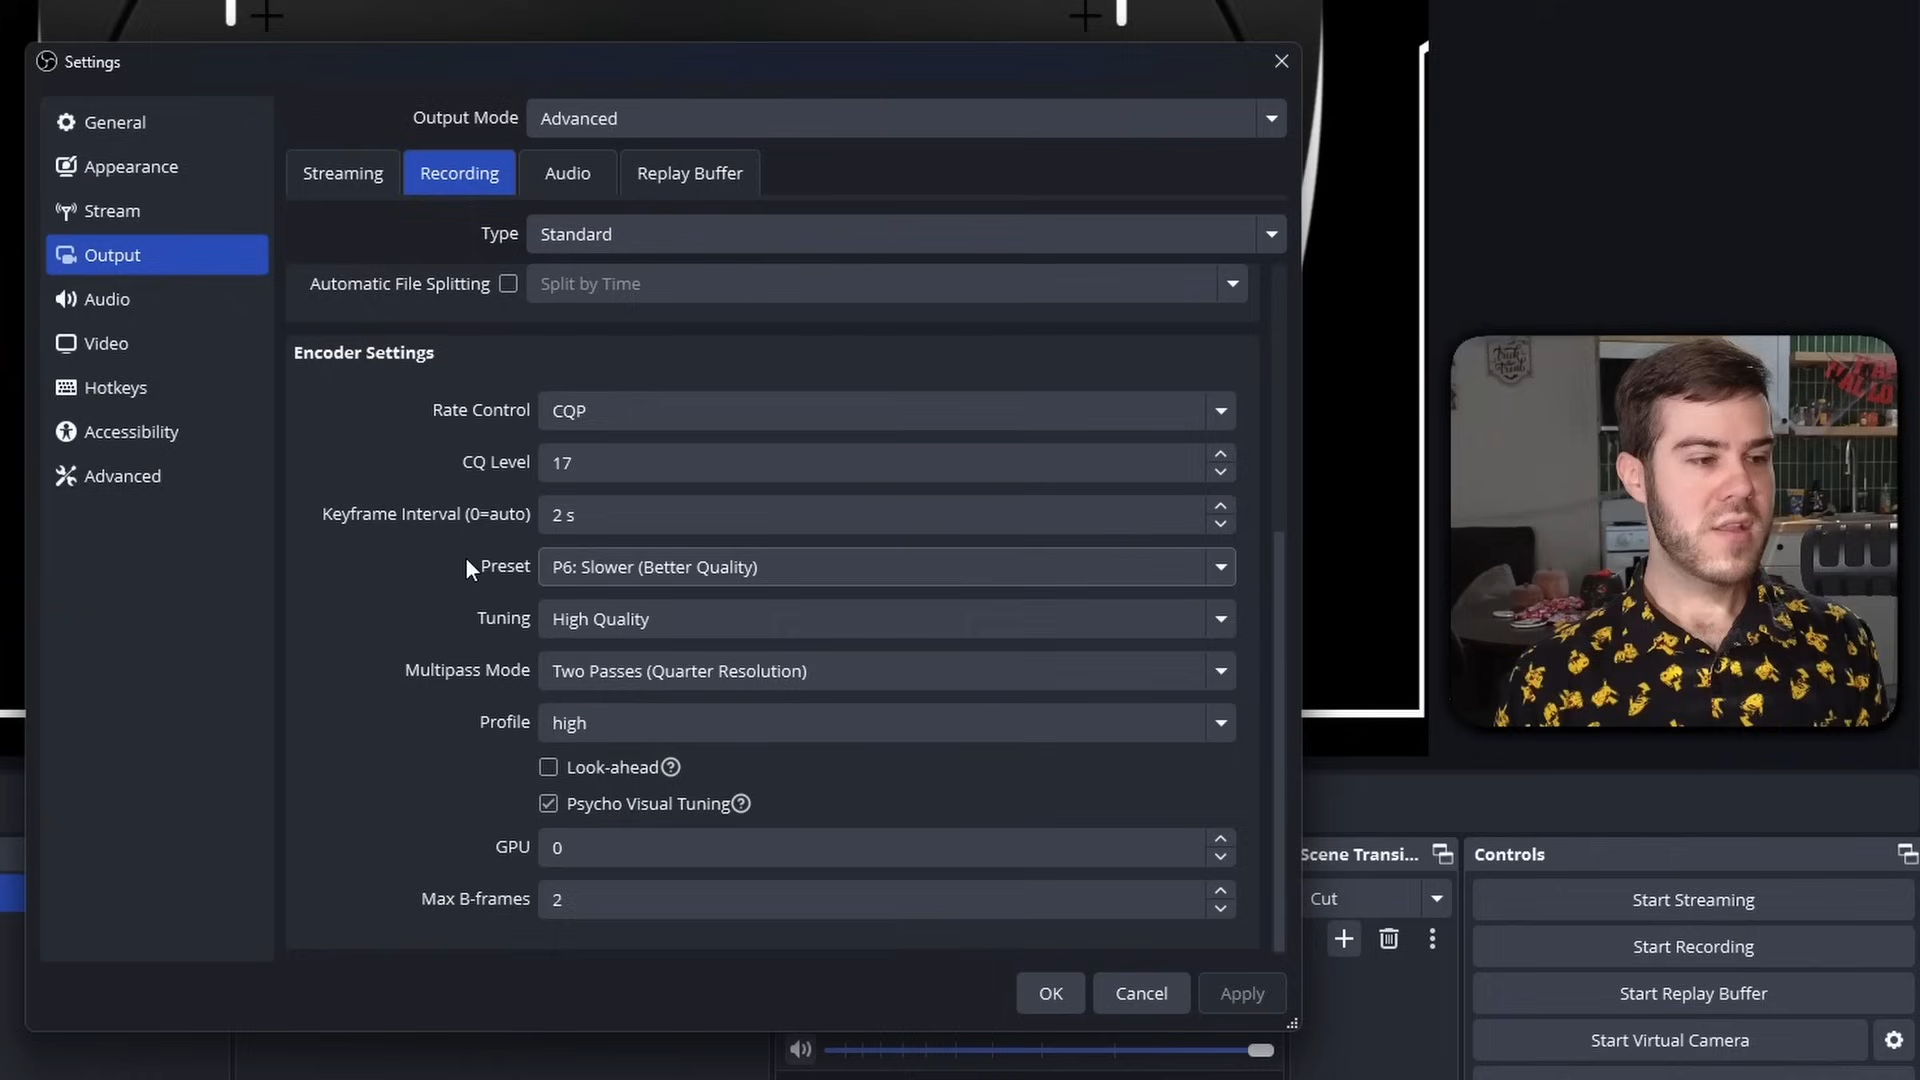 Settings
General
Appearance
Stream
Output
Audio
Video
Hotkeys
Accessibility
Advanced
Output Mode Advanced
Streaming Recording Audio Replay Buffer
Type Standard
Automatic File Splitting Split by Time
Encoder Settings
Rate Control CQP
CQ Level 17
Keyframe Interval (0=auto) 2 s
Preset P6: Slower (Better Quality)
Tuning High Quality
Multipass Mode Two Passes (Quarter Resolution)
Profile high
Look-ahead ?
Psycho Visual Tuning ?
GPU 0
Max B-frames 2
OK Cancel Apply
Scene Transi...
Cut
Controls
Start Streaming
Start Recording
Start Replay Buffer
Start Virtual Camera